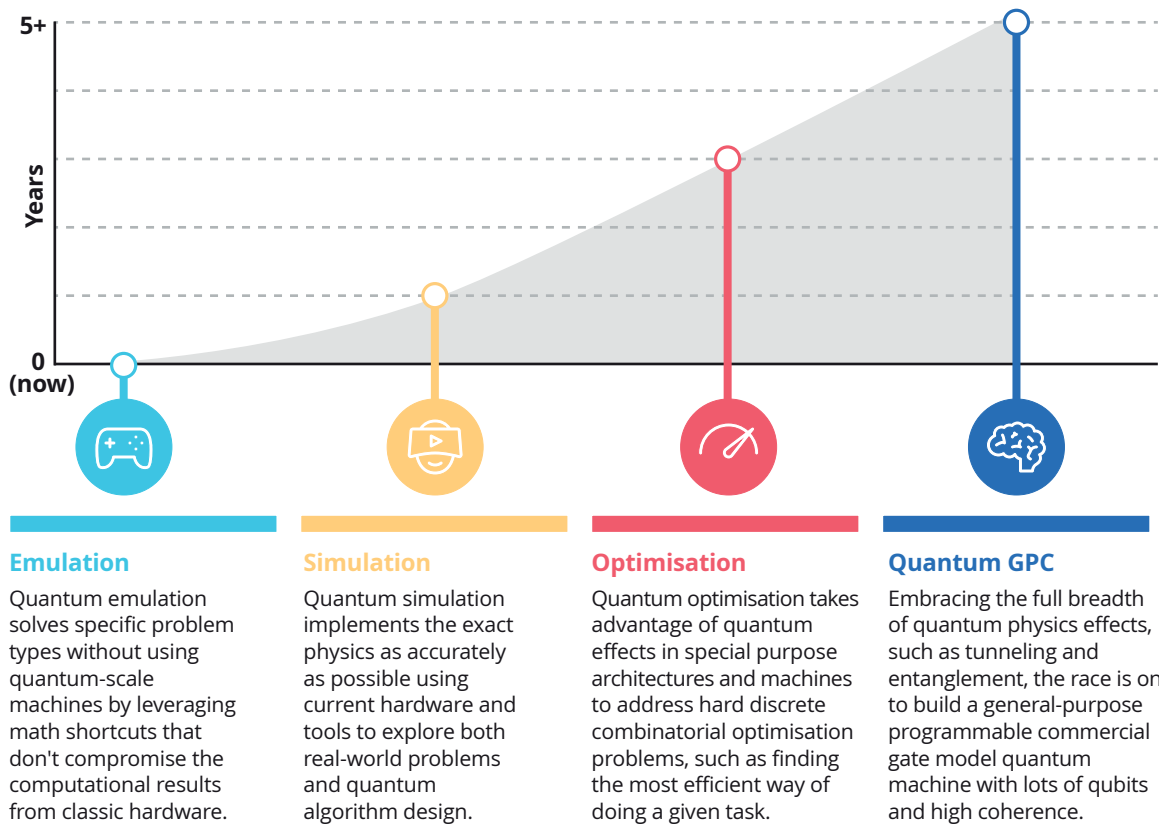 5+
Years
0
(now)
Emulation
Quantum emulation
solves specific problem
types without using
quantum-scale
machines by leveraging
math shortcuts that
don't compromise the
computational results
from classic hardware.
Simulation
Quantum simulation
implements the exact
physics as accurately
as possible using
current hardware and
tools to explore both
real-world problems
and quantum
algorithm design.
Optimisation
Quantum optimisation takes
advantage of quantum
effects in special purpose
architectures and machines
to address hard discrete
combinatorial optimisation
problems, such as finding
the most efficient way of
doing a given task.
Quantum GPC
Embracing the full breadth
of quantum physics effects,
such as tunneling and
entanglement, the race is on
to build a general-purpose
programmable commercial
gate model quantum
machine with lots of qubits
and high coherence.